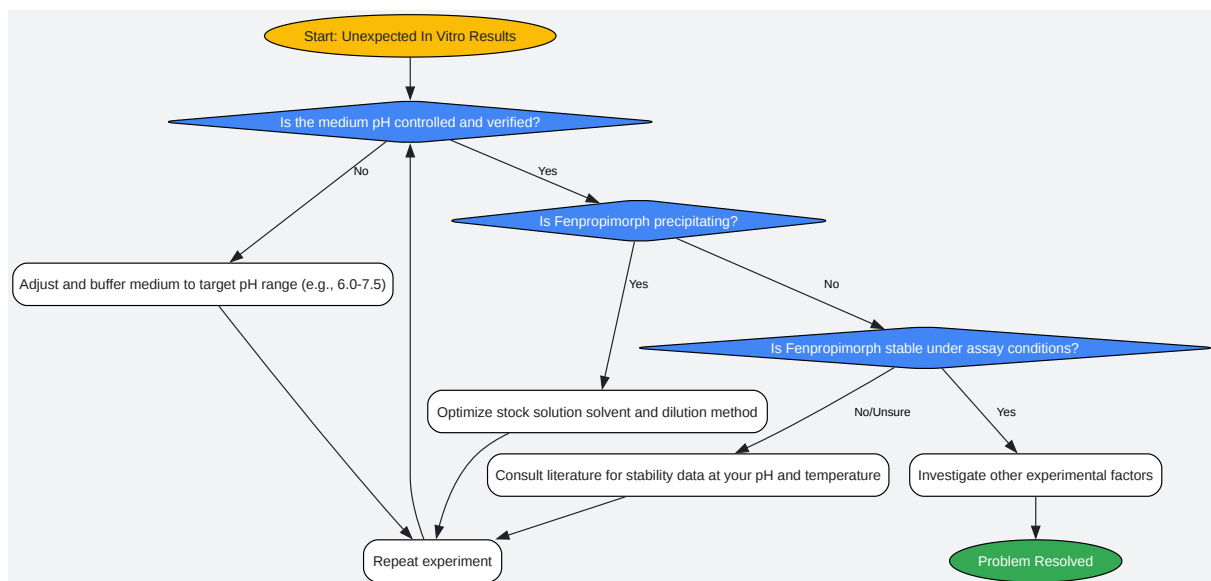 Start: Unexpected In Vitro Results
Is the medium pH controlled and verified?
No
Yes
Is Fenpropimorph precipitating?
Adjust and buffer medium to target pH range (e.g., 6.0-7.5)
Yes
No
Is Fenpropimorph stable under assay conditions?
Optimize stock solution solvent and dilution method
No/Unsure
Yes
Consult literature for stability data at your pH and temperature
Investigate other experimental factors
Repeat experiment
Problem Resolved